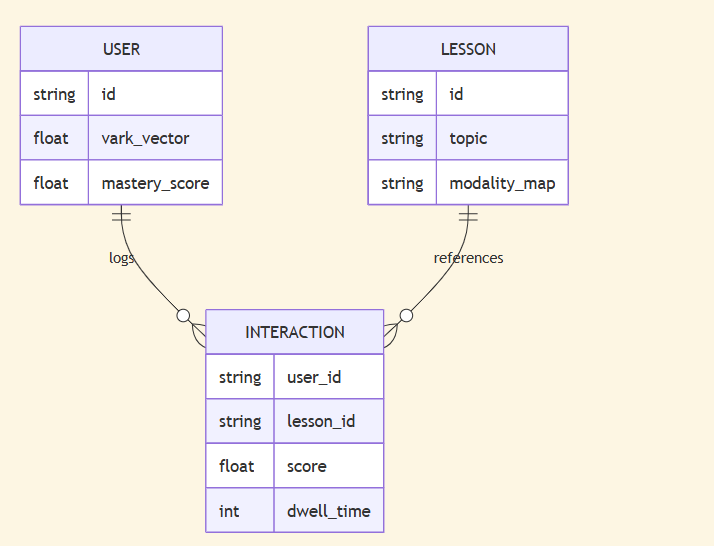 USER
string id
float vark_vector
float mastery_score
LESSON
string id
string topic
string modality_map
logs
references
INTERACTION
string user_id
string lesson_id
float score
int dwell_time